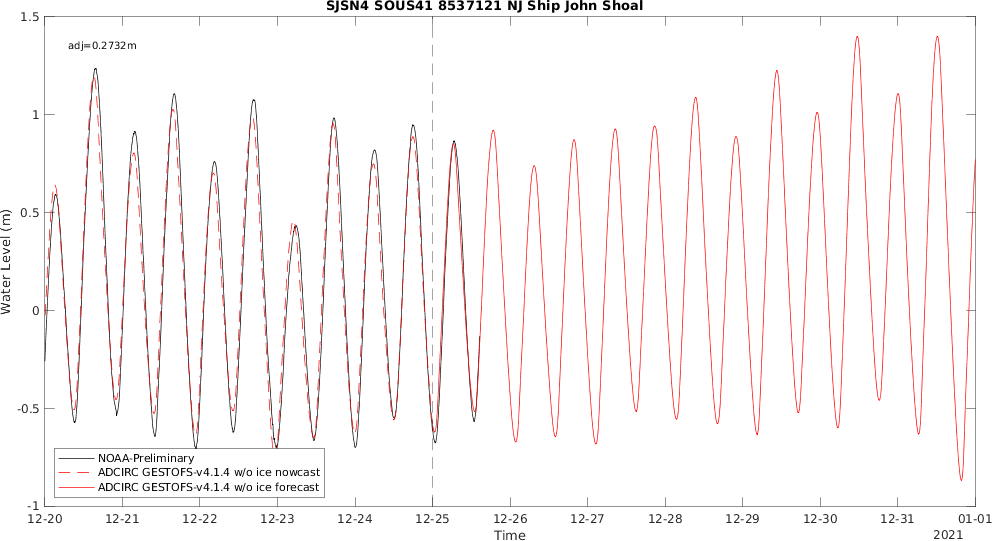 SJSN4 SOUS41 8537121 NJ Ship John Shoal
adj=0.2732m
1.5
1
0.5
0
-0.5
-1
Water Level (m)
NOAA-Preliminary
ADCIRC GESTOFS-v4.1.4 w/o ice nowcast
ADCIRC GESTOFS-v4.1.4 w/o ice forecast
12-20 12-21 12-22 12-23 12-24 12-25 12-26 12-27 12-28 12-29 12-30 12-31 01-01
Time
2021